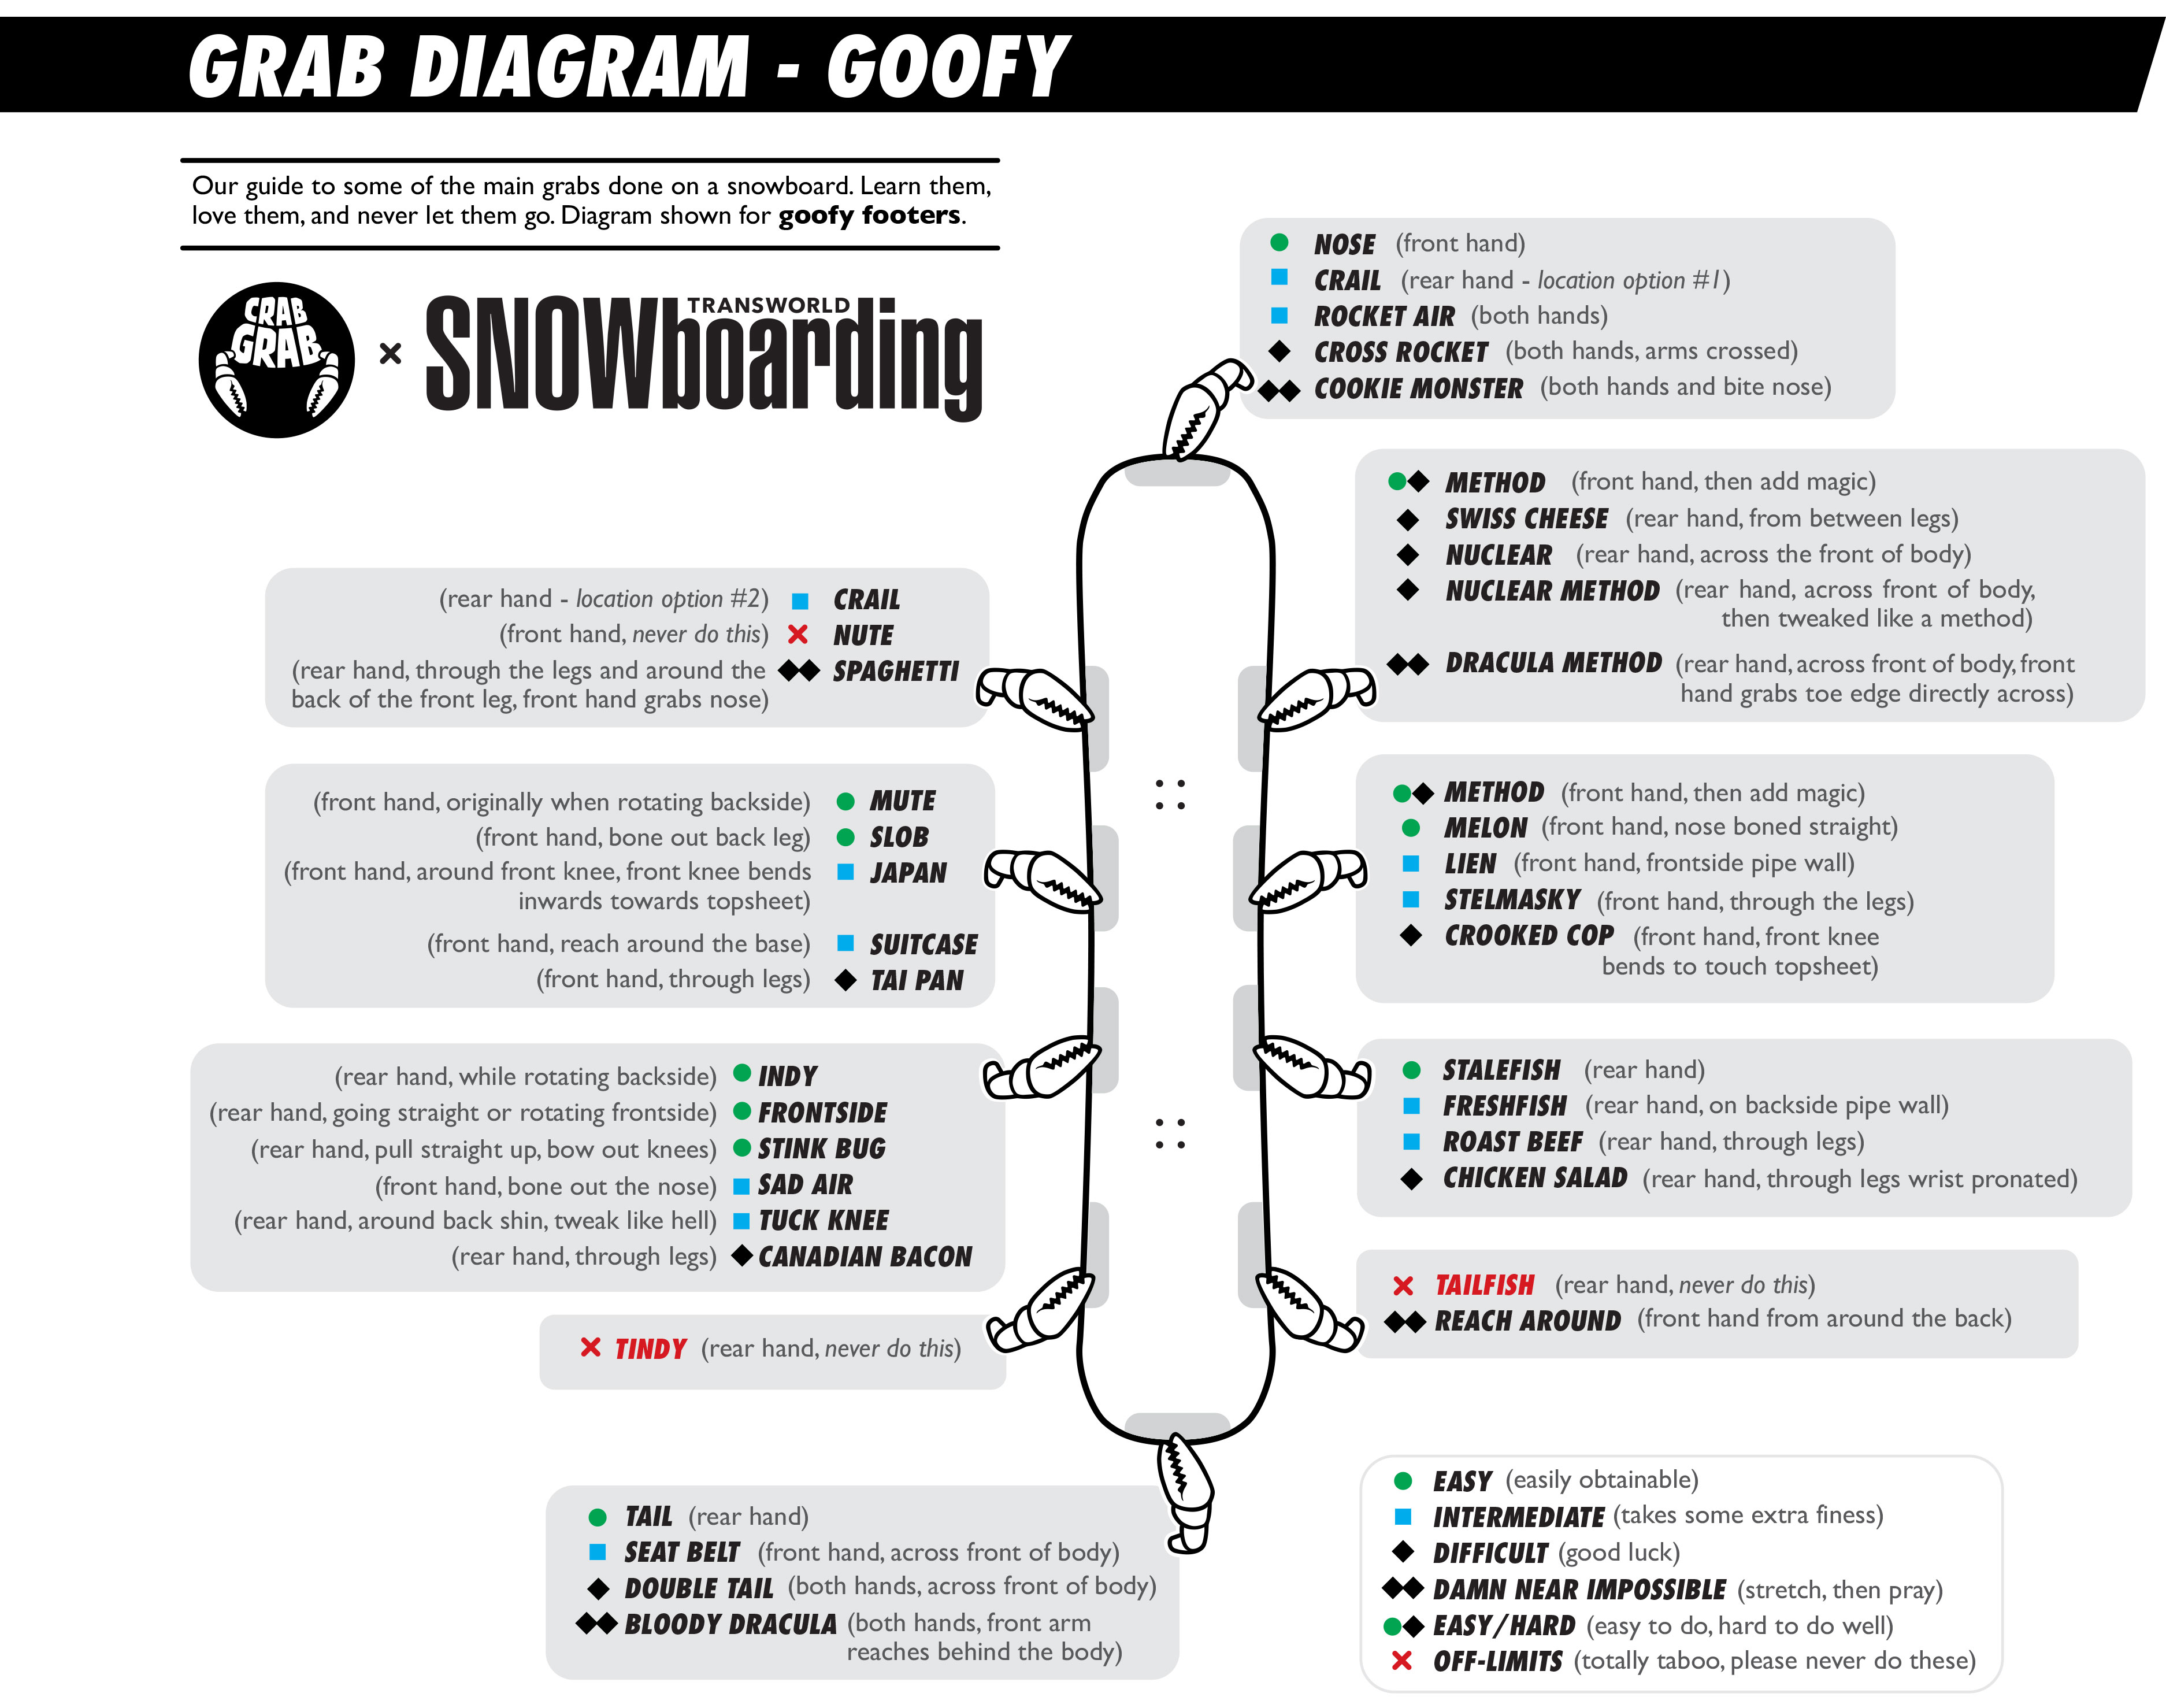 GRAB DIAGRAM - GOOFY
Our guide to some of the main grabs done on a snowboard. Learn them,
love them, and never let them go. Diagram shown for goofy footers.
CRAB
GRAB
×
TRANSWORLD
SNOWboarding
NOSE (front hand)
CRAIL (rear hand - location option #1)
ROCKET AIR (both hands)
CROSS ROCKET (both hands, arms crossed)
COOKIE MONSTER (both hands and bite nose)
METHOD (front hand, then add magic)
SWISS CHEESE (rear hand, from between legs)
NUCLEAR (rear hand, across the front of body)
NUCLEAR METHOD (rear hand, across front of body,
then tweaked like a method)
DRACULA METHOD (rear hand, across front of body, front
hand grabs toe edge directly across)
(rear hand - location option #2) CRAIL
(front hand, never do this) NUTE
(rear hand, through the legs and around the SPAGHETTI
back of the front leg, front hand grabs nose)
(front hand, originally when rotating backside) MUTE
(front hand, bone out back leg) SLOB
(front hand, around front knee, front knee bends JAPAN
inwards towards topsheet)
(front hand, reach around the base) SUITCASE
(front hand, through legs) TAI PAN
METHOD (front hand, then add magic)
MELON (front hand, nose boned straight)
LIEN (front hand, frontside pipe wall)
STELMASKY (front hand, through the legs)
CROOKED COP (front hand, front knee
bends to touch topsheet)
(rear hand, while rotating backside) INDY
(rear hand, going straight or rotating frontside) FRONTSIDE
(rear hand, pull straight up, bow out knees) STINK BUG
(front hand, bone out the nose) SAD AIR
(rear hand, around back shin, tweak like hell) TUCK KNEE
(rear hand, through legs) CANADIAN BACON
STALEFISH (rear hand)
FRESHFISH (rear hand, on backside pipe wall)
ROAST BEEF (rear hand, through legs)
CHICKEN SALAD (rear hand, through legs wrist pronated)
TAILFISH (rear hand, never do this)
REACH AROUND (front hand from around the back)
TINDY (rear hand, never do this)
TAIL (rear hand)
SEAT BELT (front hand, across front of body)
DOUBLE TAIL (both hands, across front of body)
BLOODY DRACULA (both hands, front arm
reaches behind the body)
EASY (easily obtainable)
INTERMEDIATE (takes some extra finess)
DIFFICULT (good luck)
DAMN NEAR IMPOSSIBLE (stretch, then pray)
EASY/HARD (easy to do, hard to do well)
OFF-LIMITS (totally taboo, please never do these)